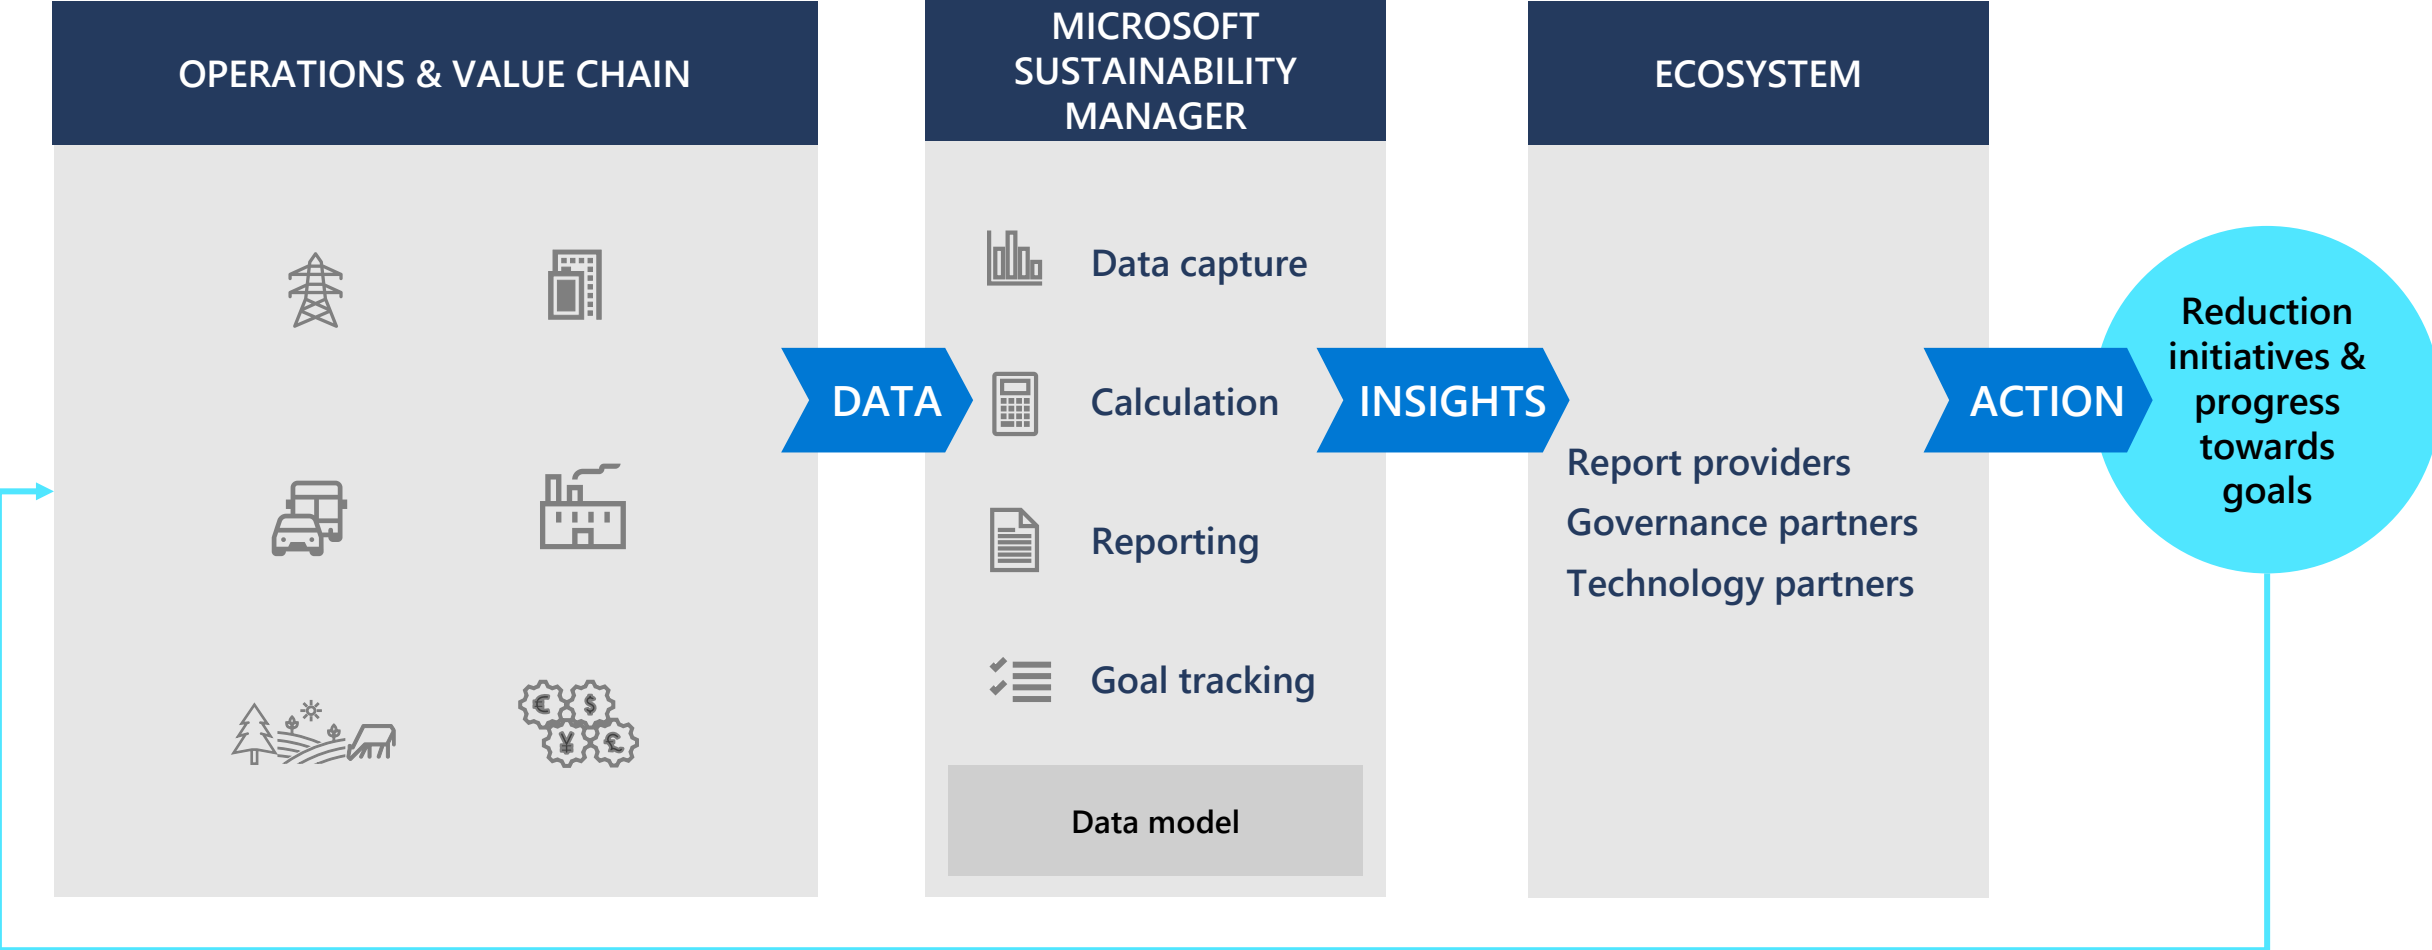 OPERATIONS & VALUE CHAIN
MICROSOFT
SUSTAINABILITY
MANAGER
ECOSYSTEM
DATA
Data capture
Calculation
Reporting
Goal tracking
Data model
INSIGHTS
Report providers
Governance partners
Technology partners
ACTION
Reduction
initiatives &
progress
towards
goals
€ $
¥ £